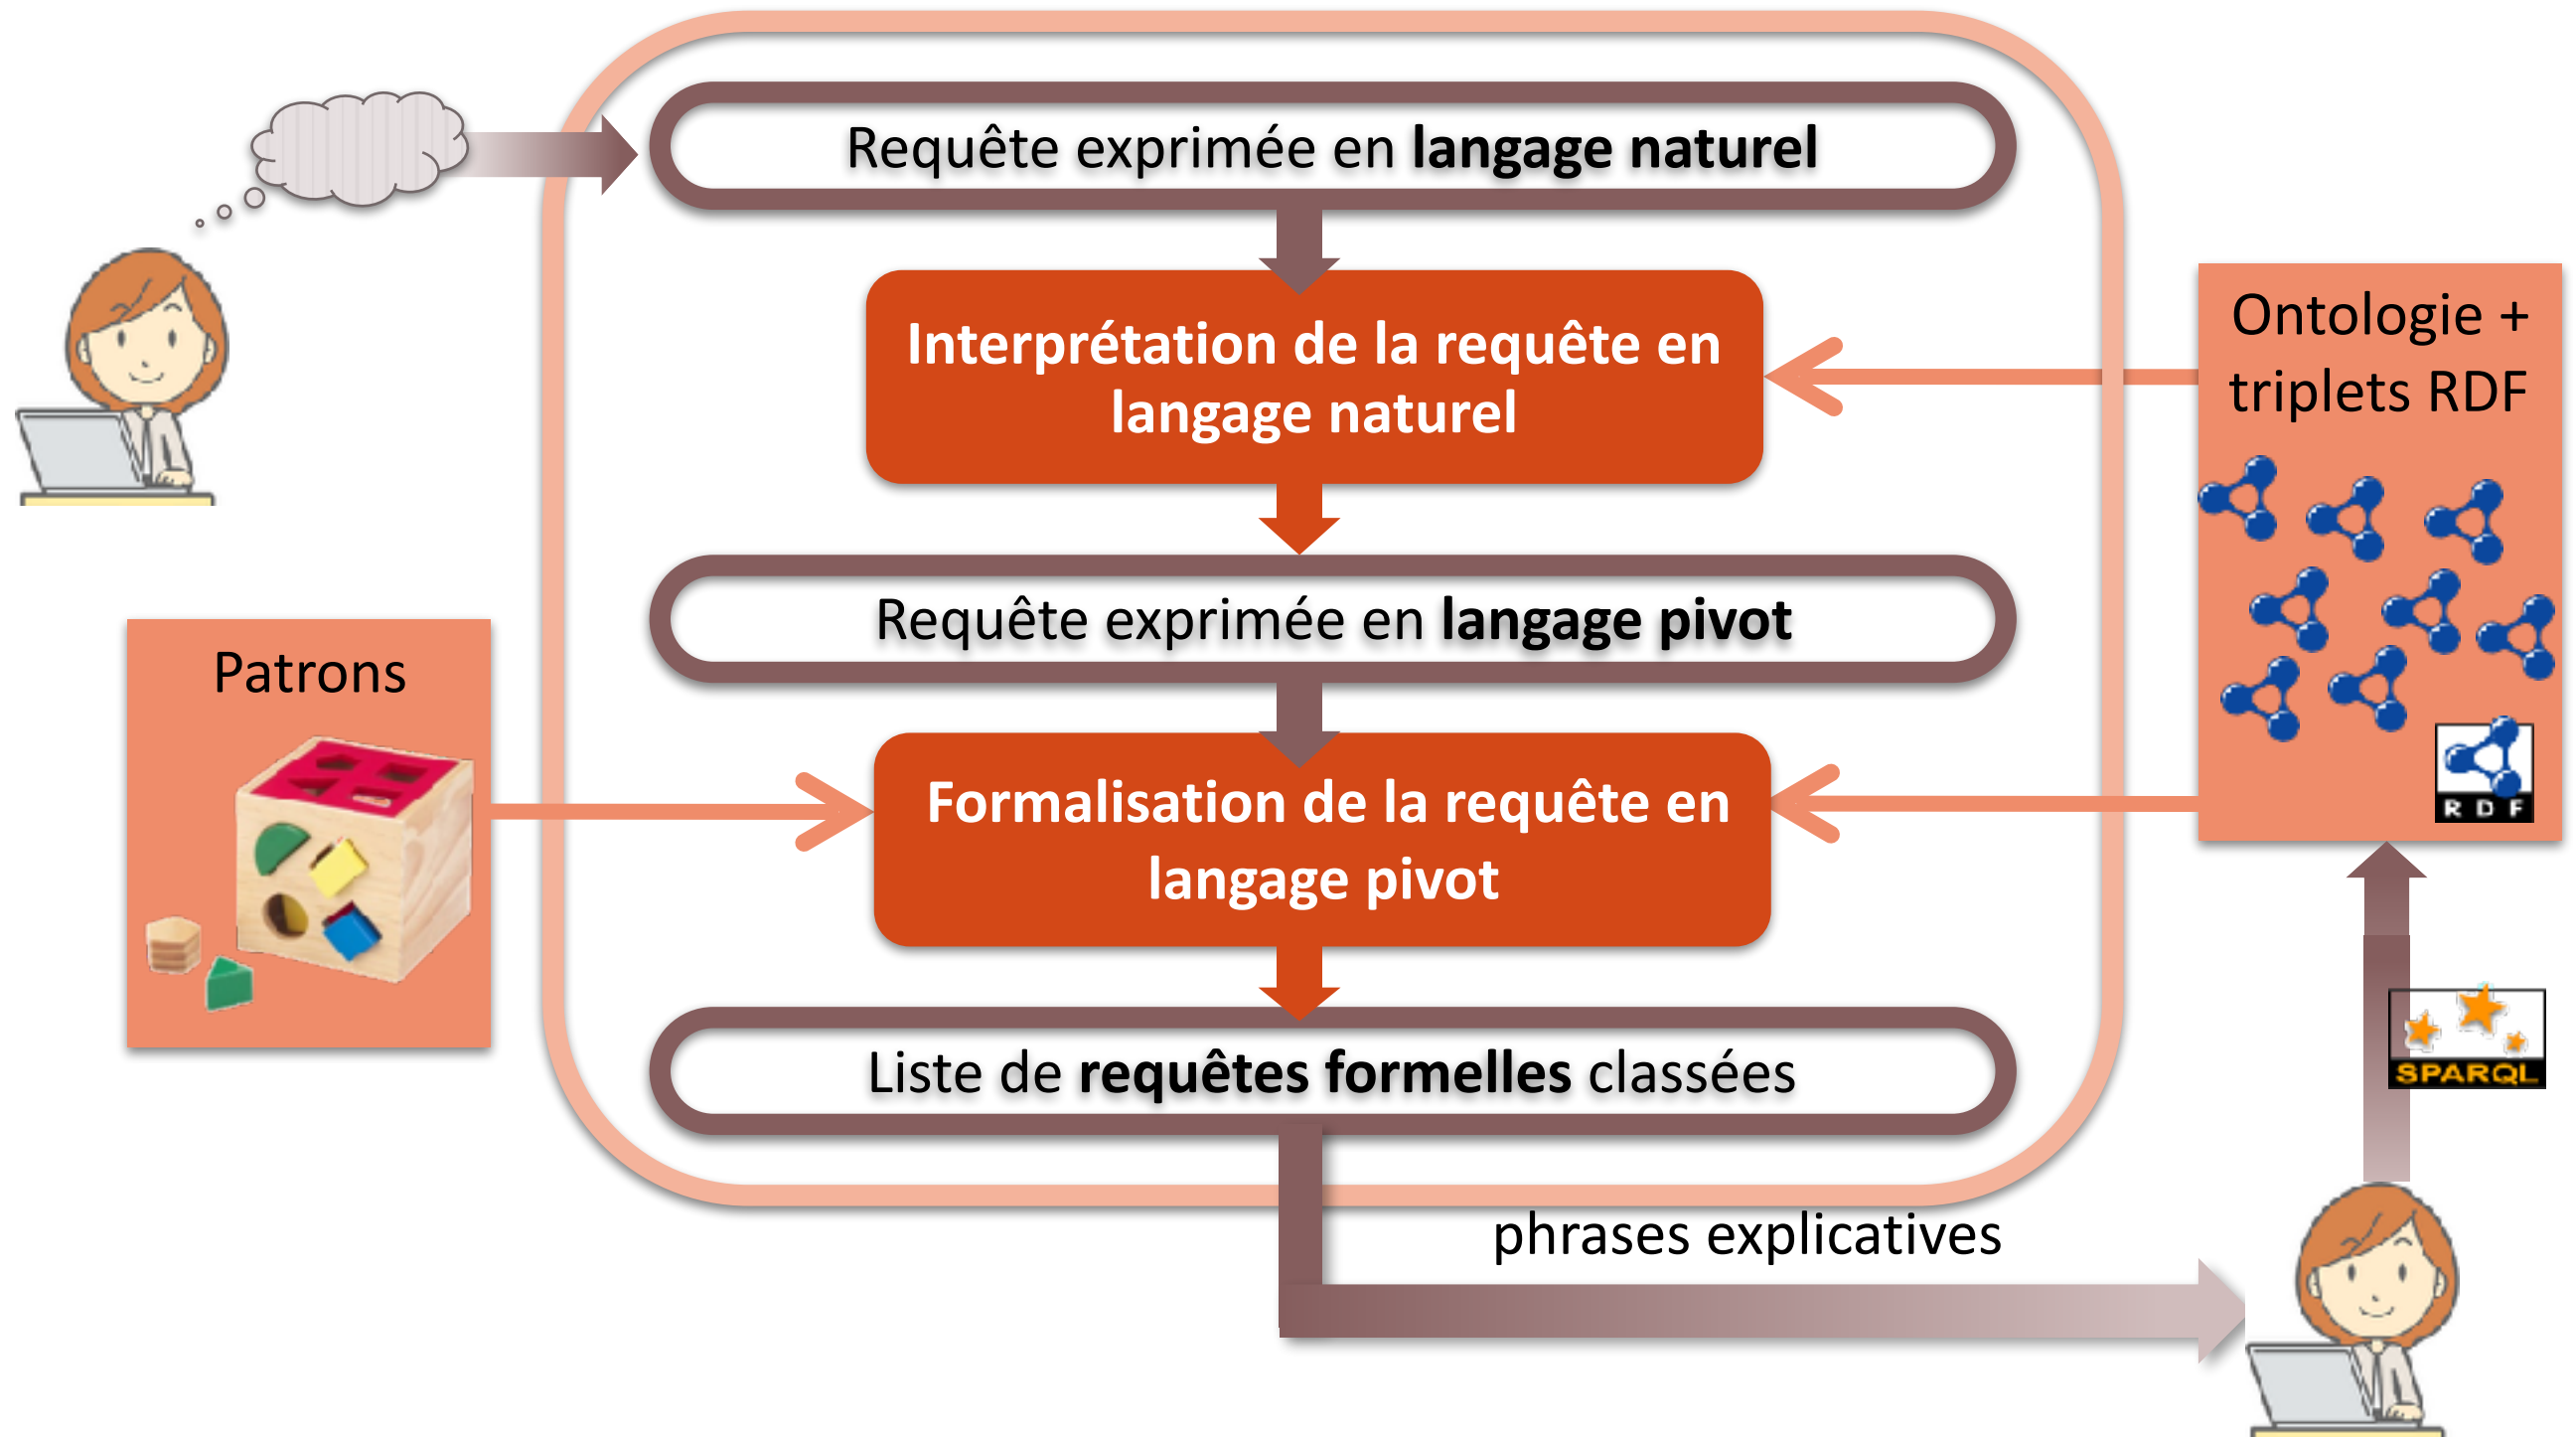 Requête exprimée en langage naturel
Interprétation de la requête en
langage naturel
Ontologie +
triplets RDF
Requête exprimée en langage pivot
Patrons
Formalisation de la requête en
langage pivot
RDF
Liste de requêtes formelles classées
SPARQL
phrases explicatives